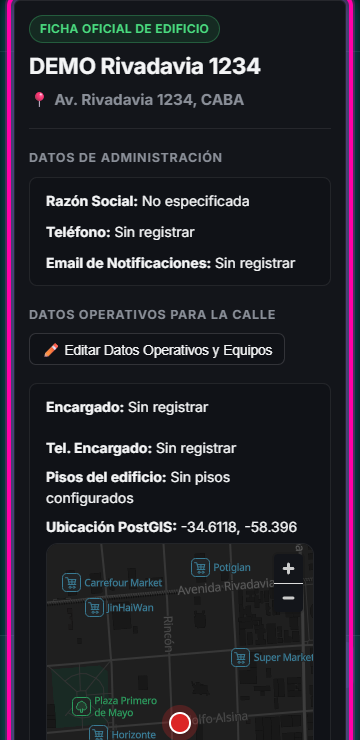 FICHA OFICIAL DE EDIFICIO
DEMO Rivadavia 1234
Av. Rivadavia 1234, CABA
DATOS DE ADMINISTRACIÓN
Razón Social: No especificada
Teléfono: Sin registrar
Email de Notificaciones: Sin registrar
DATOS OPERATIVOS PARA LA CALLE
Editar Datos Operativos y Equipos
Encargado: Sin registrar
Tel. Encargado: Sin registrar
Pisos del edificio: Sin pisos
configurados
Ubicación PostGIS: -34.6118, -58.396
Potiglan
+
Carrefour Market
Avenida Rivadavia
−
JinHaiWan
Rincón
Super Market
Plaza Primero
de Mayo
olfo-Alsina
Horizonte